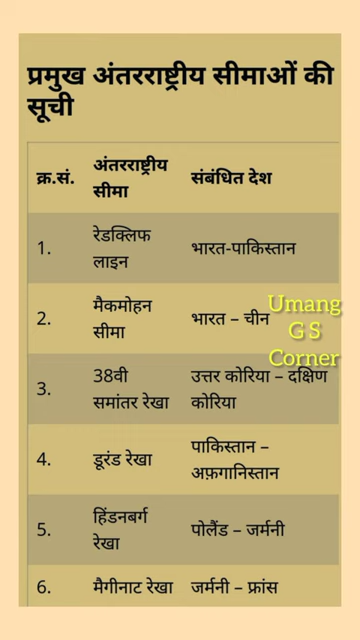 प्रमुख अंतरराष्ट्रीय सीमाओं की
सूची
क्र.सं. अंतरराष्ट्रीय सीमा संबंधित देश
1. रेडक्लिफ लाइन भारत-पाकिस्तान
2. मैकमोहन सीमा भारत – चीन
Umang
G S
Corner
3. 38वी समांतर रेखा उत्तर कोरिया – दक्षिण कोरिया
4. डूरंड रेखा पाकिस्तान – अफ़गानिस्तान
5. हिंडनबर्ग रेखा पोलैंड – जर्मनी
6. मैगीनाट रेखा जर्मनी – फ्रांस